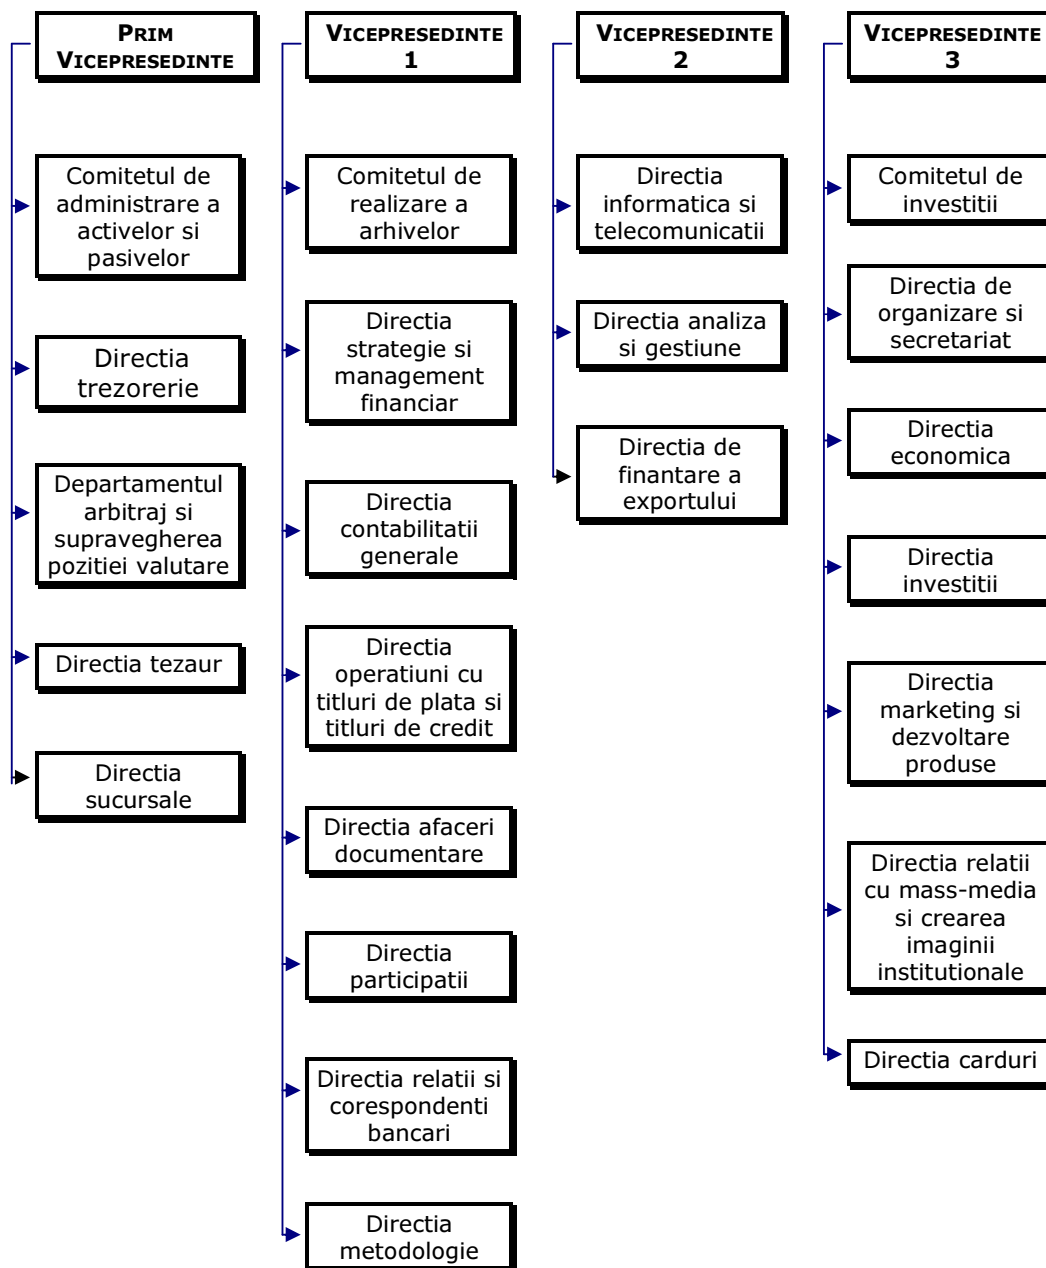 PRIM
VICEPRESEDINTE
Comitetul de
administrare a
activelor si
pasivelor
Directia
trezorerie
Departamentul
arbitraj si
supravegherea
pozitiei valutare
Directia tezaur
Directia
sucursale
VICEPRESEDINTE
1
Comitetul de
realizare a
arhivelor
Directia
strategie si
management
financiar
Directia
contabilitatii
generale
Directia
operatiuni cu
titluri de plata si
titluri de credit
Directia afaceri
documentare
Directia
participatii
Directia relatii si
corespondenti
bancari
Directia
metodologie
VICEPRESEDINTE
2
Directia
informatica si
telecomunicatii
Directia analiza
si gestiune
Directia de
finantare a
exportului
VICEPRESEDINTE
3
Comitetul de
investitii
Directia de
organizare si
secretariat
Directia
economica
Directia
investitii
Directia
marketing si
dezvoltare
produse
Directia relatii
cu mass-media
si crearea
imaginii
institutionale
Directia carduri